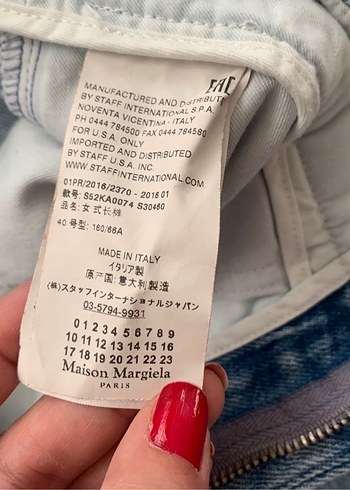 MANUFACTURED AND DISTRIBUT
BY STAFF INTERNATIONAL S.P.A.
NOVENTA VICENTINA - ITALY
PH 0444 784500 FAX 0444 784560
FOR U.S.A. ONLY
IMPORTED AND DISTRIBUTED
BY STAFF U.S.A. INC.
WWW.STAFFINTERNATIONAL.COM
01PR/2016/2370 - 2016 01
款号: S52KA0074 S30460
品名: 女式长裤
40 号型: 160/66A
MADE IN ITALY
イタリア製
原产国: 意大利製造
(株)スタッフインターナショナルジャパン
03-5794-9931
0 1 2 3 4 5 6 7 8 9
10 11 12 13 14 15 16
17 18 19 20 21 22 23
Maison Margiela
PARIS